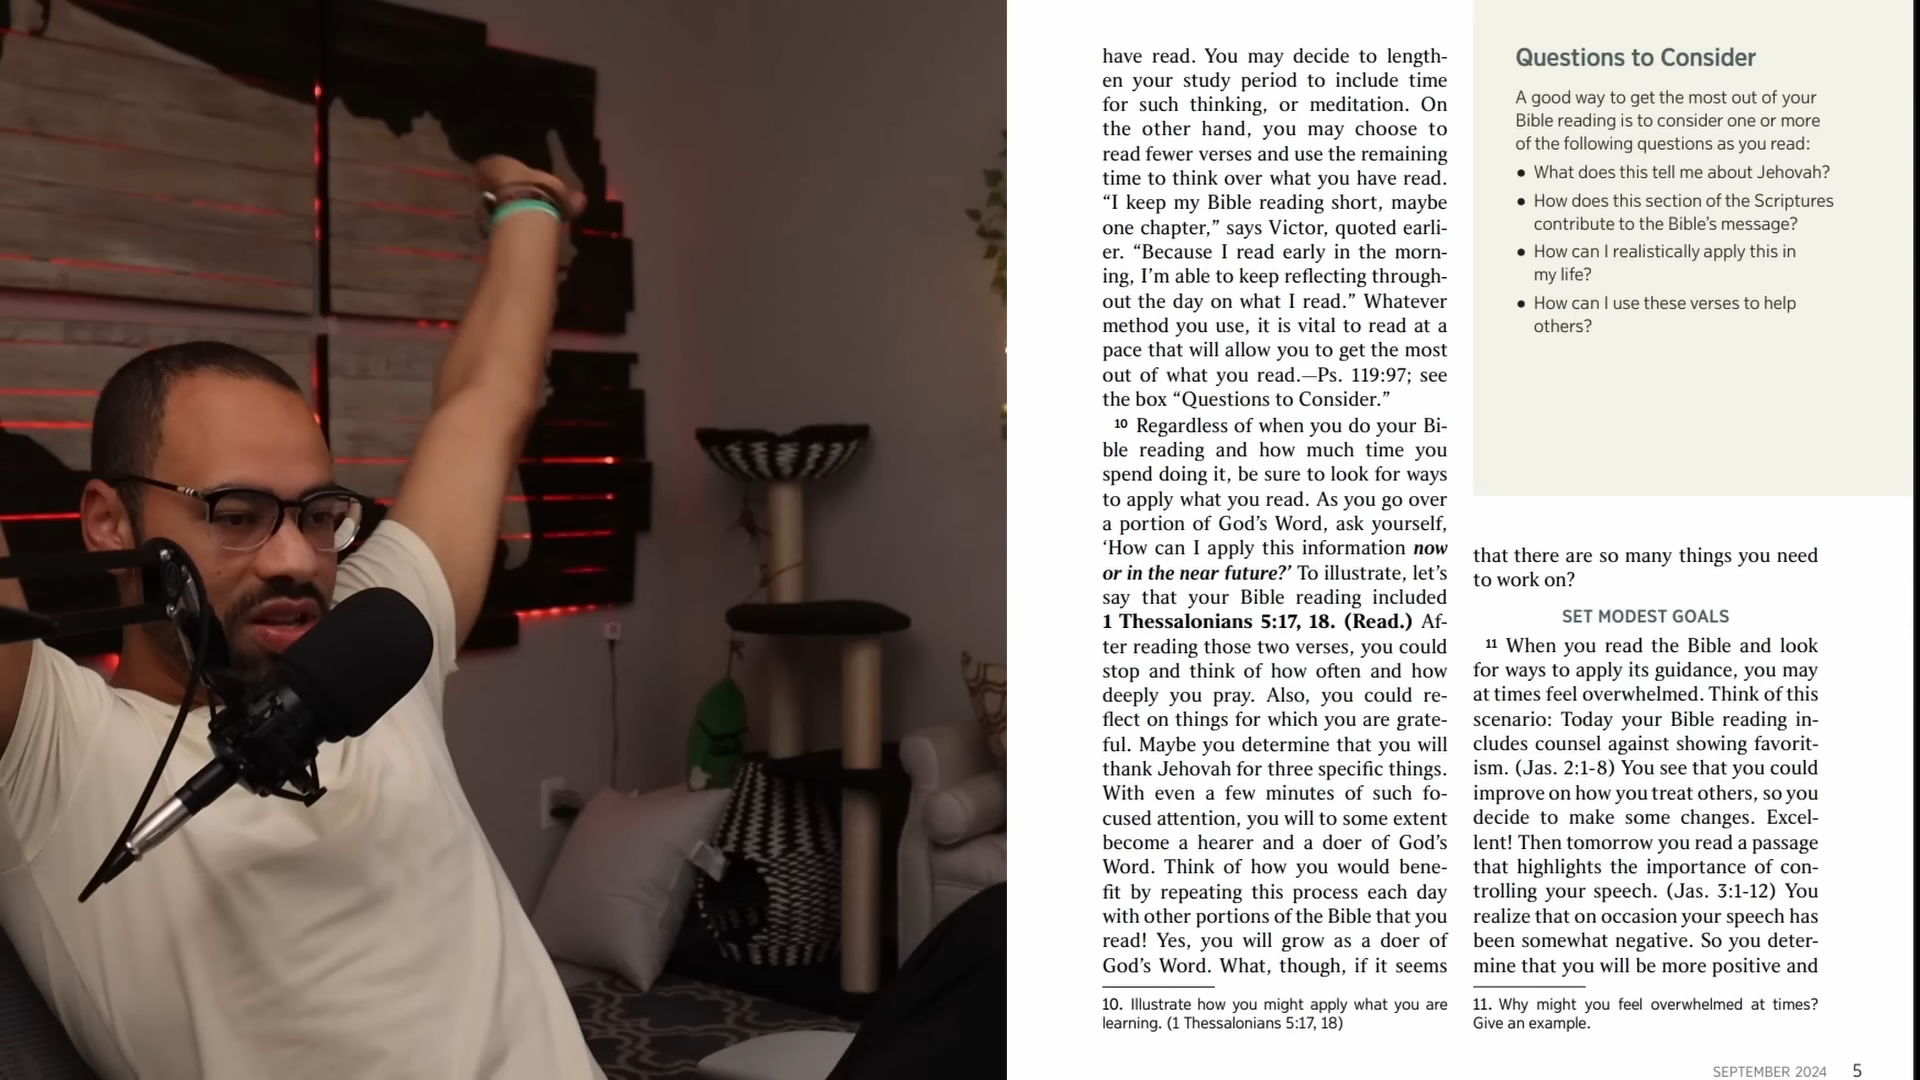 have read. You may decide to length-
en your study period to include time
for such thinking, or meditation. On
the other hand, you may choose to
read fewer verses and use the remaining
time to think over what you have read.
“I keep my Bible reading short, maybe
one chapter,” says Victor, quoted earli-
er. “Because I read early in the morn-
ing, I’m able to keep reflecting through-
out the day on what I read.” Whatever
method you use, it is vital to read at a
pace that will allow you to get the most
out of what you read.—Ps. 119:97; see
the box “Questions to Consider.”
10 Regardless of when you do your Bi-
ble reading and how much time you
spend doing it, be sure to look for ways
to apply what you read. As you go over
a portion of God’s Word, ask yourself,
‘How can I apply this information now
or in the near future?’ To illustrate, let’s
say that your Bible reading included
1 Thessalonians 5:17, 18. (Read.) Af-
ter reading those two verses, you could
stop and think of how often and how
deeply you pray. Also, you could re-
flect on things for which you are grate-
ful. Maybe you determine that you will
thank Jehovah for three specific things.
With even a few minutes of such fo-
cused attention, you will to some extent
become a hearer and a doer of God’s
Word. Think of how you would bene-
fit by repeating this process each day
with other portions of the Bible that you
read! Yes, you will grow as a doer of
God’s Word. What, though, if it seems
10. Illustrate how you might apply what you are
learning. (1 Thessalonians 5:17, 18)
Questions to Consider
A good way to get the most out of your
Bible reading is to consider one or more
of the following questions as you read:
● What does this tell me about Jehovah?
● How does this section of the Scriptures
contribute to the Bible’s message?
● How can I realistically apply this in
my life?
● How can I use these verses to help
others?
that there are so many things you need
to work on?
SET MODEST GOALS
11 When you read the Bible and look
for ways to apply its guidance, you may
at times feel overwhelmed. Think of this
scenario: Today your Bible reading in-
cludes counsel against showing favorit-
ism. (Jas. 2:1-8) You see that you could
improve on how you treat others, so you
decide to make some changes. Excel-
lent! Then tomorrow you read a passage
that highlights the importance of con-
trolling your speech. (Jas. 3:1-12) You
realize that on occasion your speech has
been somewhat negative. So you deter-
mine that you will be more positive and
11. Why might you feel overwhelmed at times?
Give an example.
SEPTEMBER 2024 5